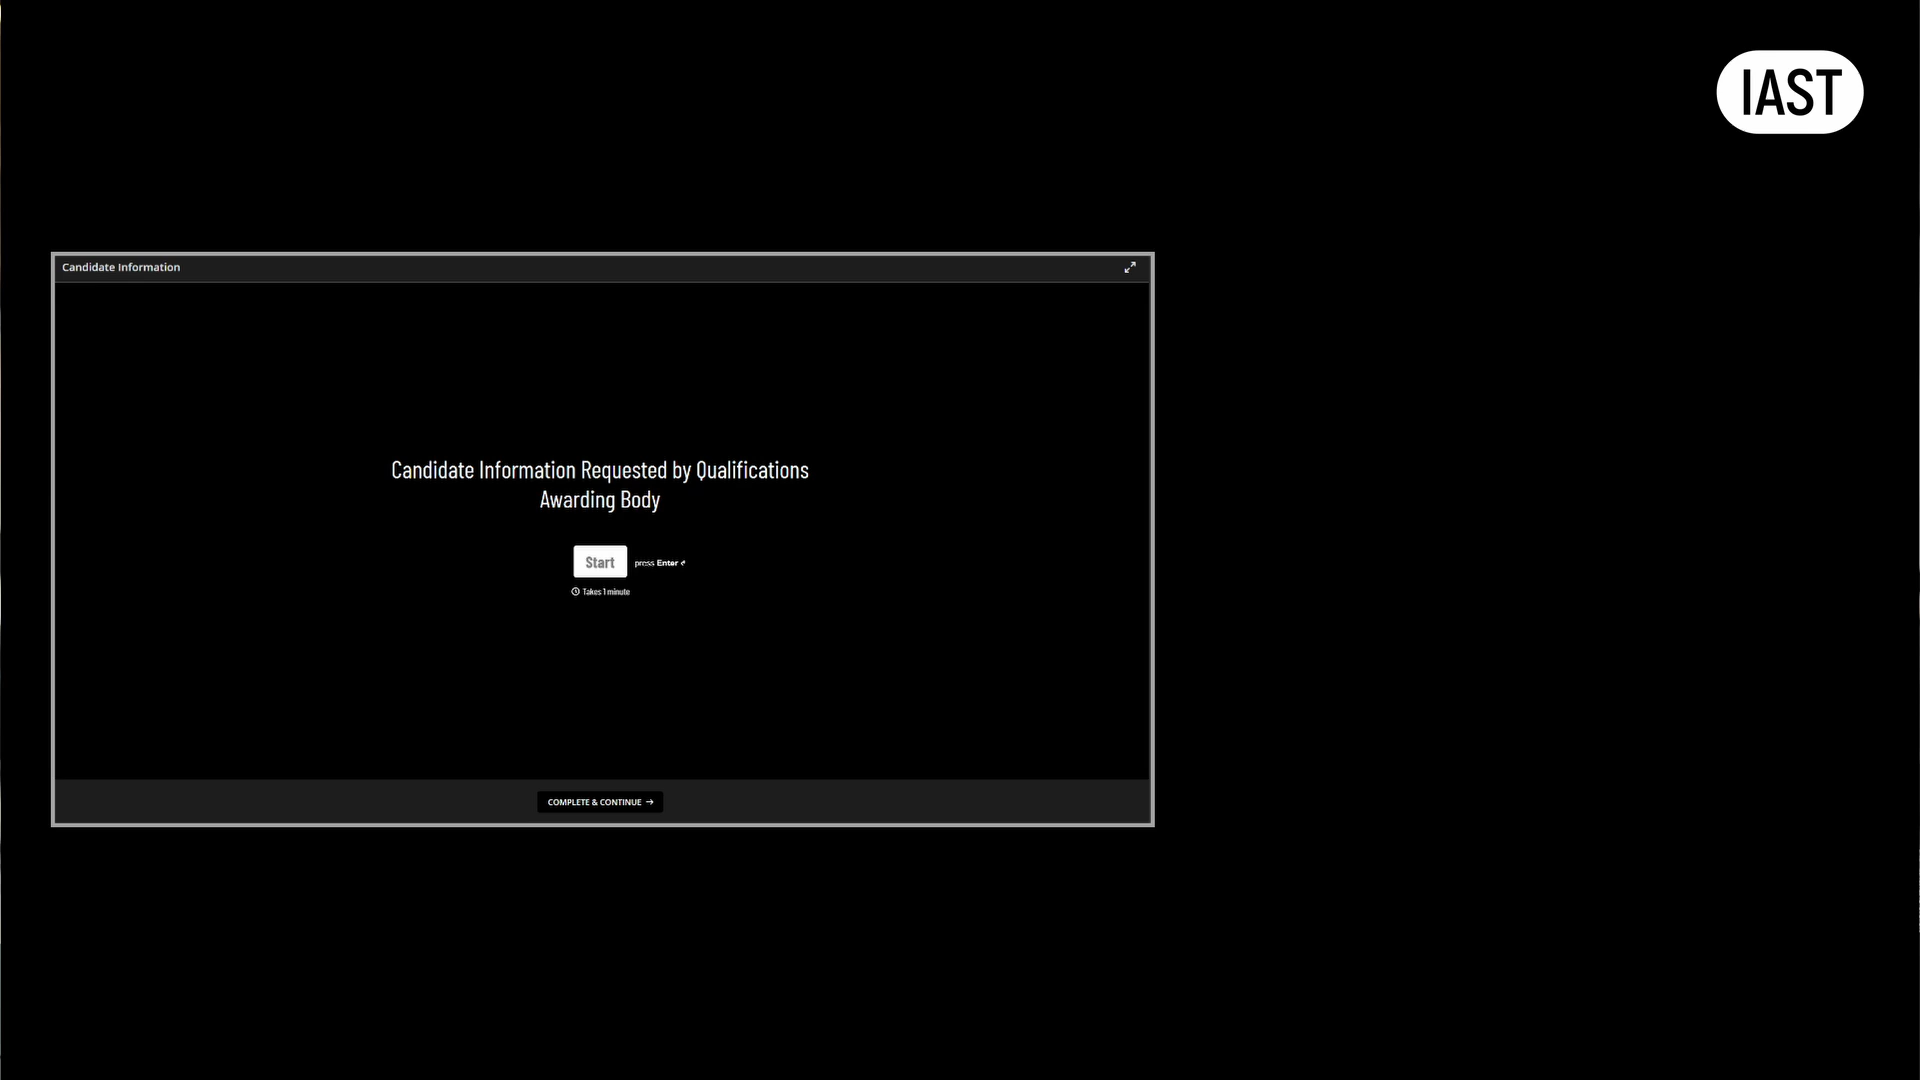 IAST
Candidate Information
Candidate Information Requested by Qualifications
Awarding Body
Start press Enter
Takes 1 minute
COMPLETE & CONTINUE →